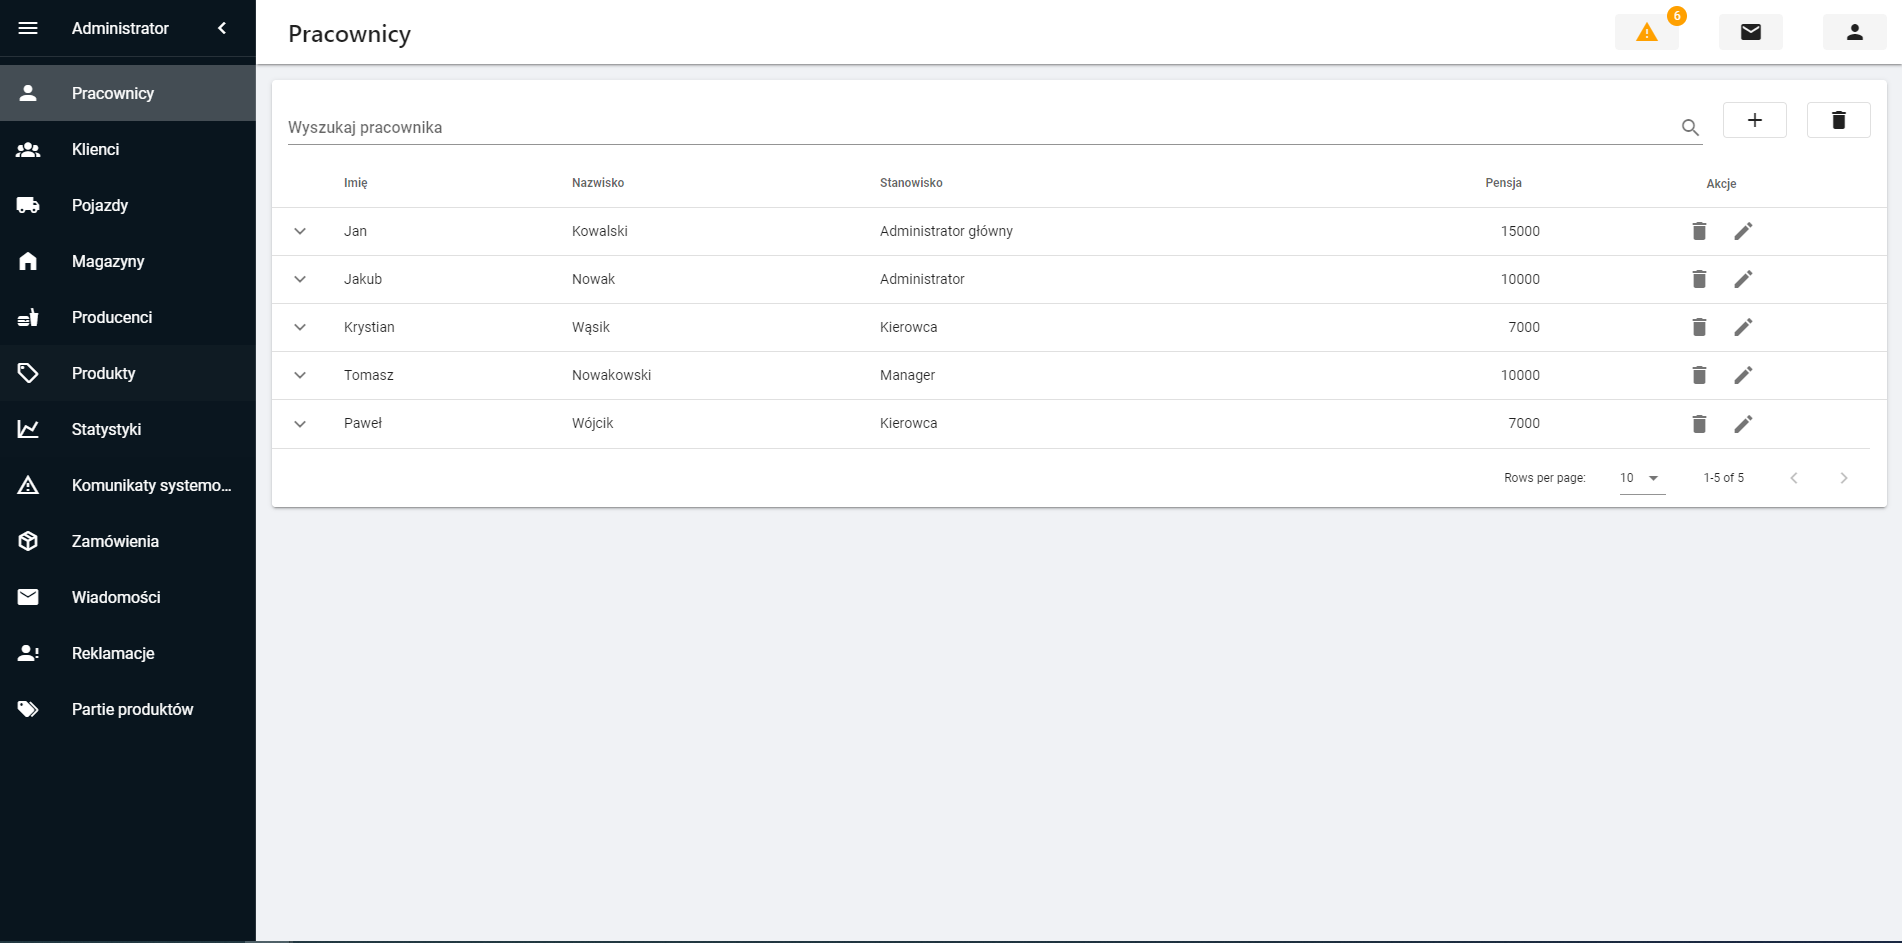 Administrator
Pracownicy
Klienci
Pojazdy
Magazyny
Producenci
Produkty
Statystyki
Komunikaty systemo...
Zamówienia
Wiadomości
Reklamacje
Partie produktów
Pracownicy
6
Wyszukaj pracownika
Imię Nazwisko Stanowisko Pensja Akcje
Jan Kowalski Administrator główny 15000
Jakub Nowak Administrator 10000
Krystian Wąsik Kierowca 7000
Tomasz Nowakowski Manager 10000
Paweł Wójcik Kierowca 7000
Rows per page: 10 1-5 of 5